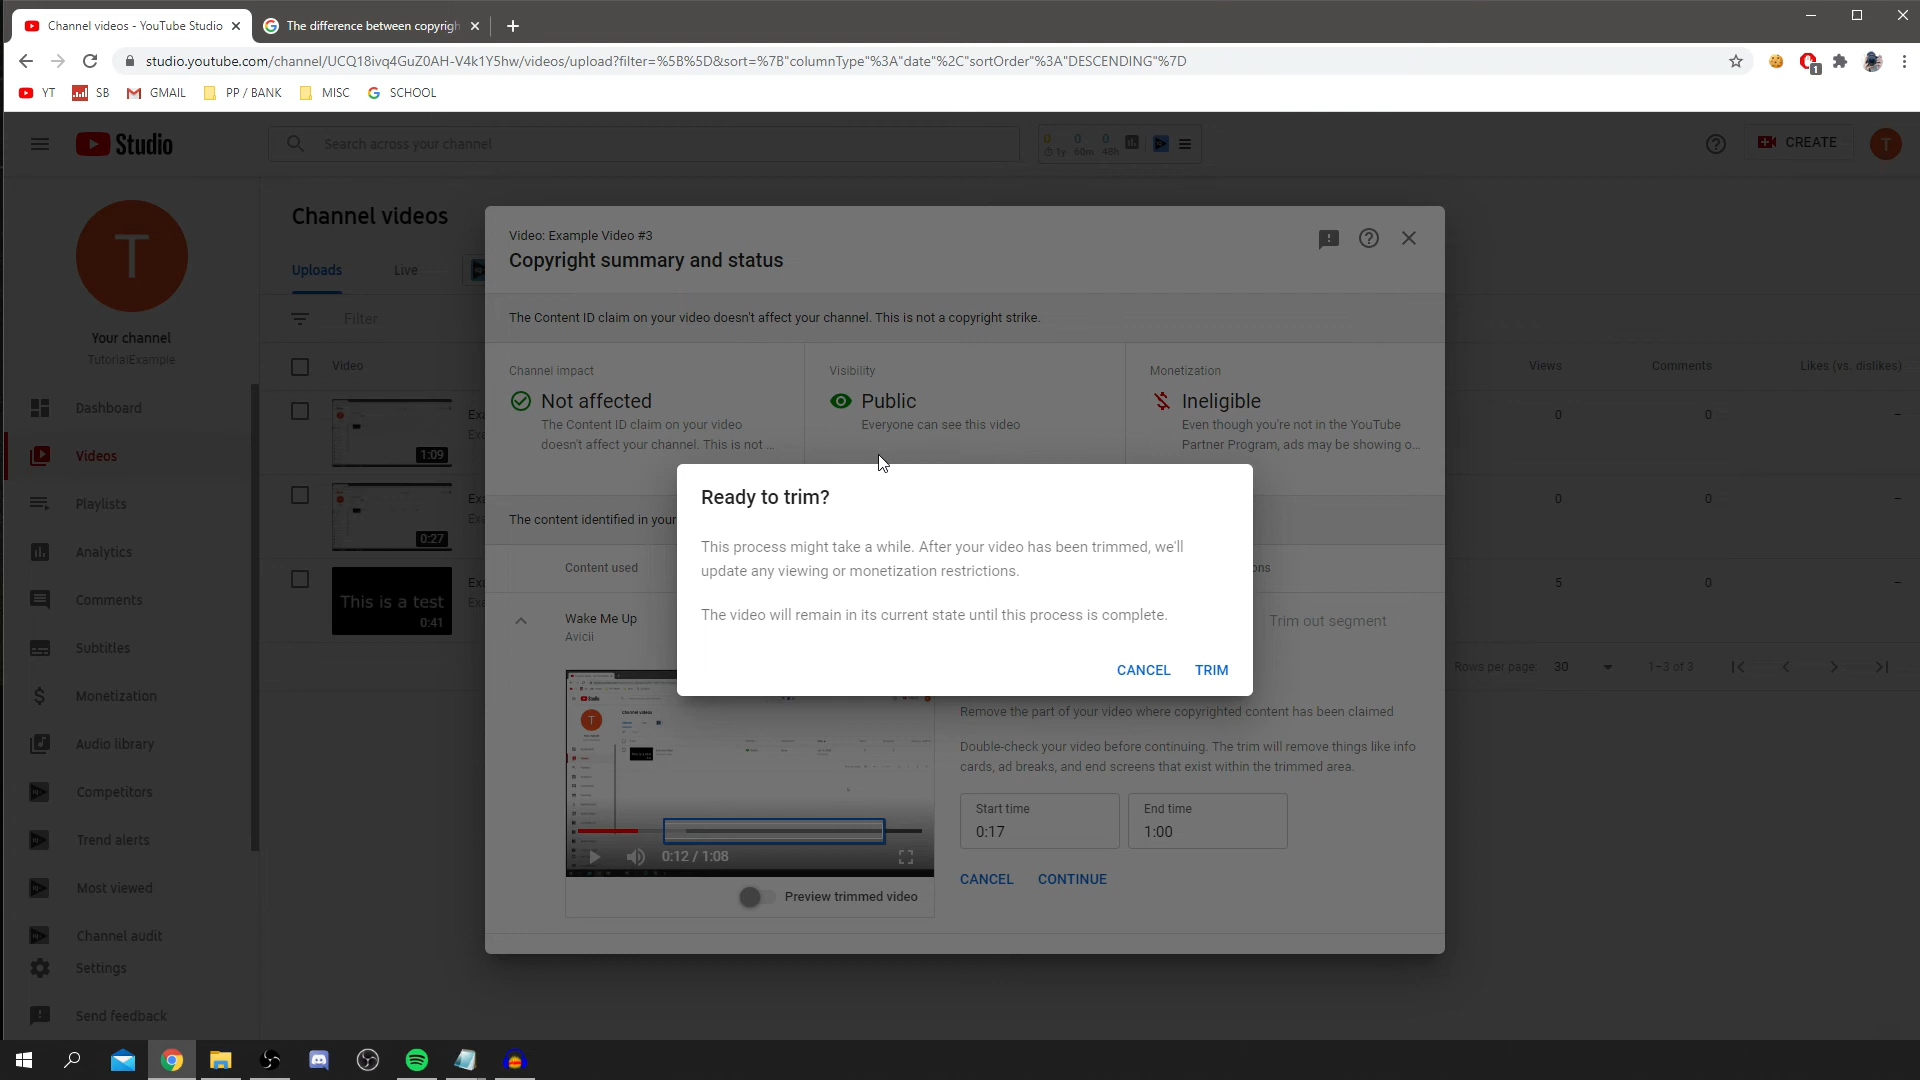 Channel videos - YouTube Studio
The difference between copyrigh
studio.youtube.com/channel/UCQ18ivq4GuZ0AH-V4k1Y5hw/videos/upload?filter=%5B%5D&sort=%7B"columnType"%3A"date"%2C"sortOrder"%3A"DESCENDING"%7D
1
YT
SB
GMAIL
PP / BANK
MISC
SCHOOL
Studio
Search across your channel
0 0 0
1y 60m 48h
CREATE
T
T
Your channel
TutorialExample
Dashboard
Videos
Playlists
Analytics
Comments
Subtitles
Monetization
Audio library
Competitors
Trend alerts
Most viewed
Channel audit
Settings
Send feedback
Channel videos
Uploads
Live
Filter
Video
Views
Comments
Likes (vs. dislikes)
Exa
Exa
1:09
0
0
–
Exa
Exa
0:27
0
0
–
This is a test
0:41
Exa
Exa
5
0
–
Rows per page:
30
1–3 of 3
Video: Example Video #3
Copyright summary and status
The Content ID claim on your video doesn't affect your channel. This is not a copyright strike.
Channel impact
Not affected
The Content ID claim on your video
doesn't affect your channel. This is not ...
Visibility
Public
Everyone can see this video
Monetization
Ineligible
Even though you're not in the YouTube
Partner Program, ads may be showing o...
The content identified in your
Content used
ons
Wake Me Up
Avicii
Trim out segment
Ready to trim?
This process might take a while. After your video has been trimmed, we'll
update any viewing or monetization restrictions.
The video will remain in its current state until this process is complete.
CANCEL
TRIM
Studio
T
Channel videos
0:12 / 1:08
Preview trimmed video
Remove the part of your video where copyrighted content has been claimed
Double-check your video before continuing. The trim will remove things like info
cards, ad breaks, and end screens that exist within the trimmed area.
Start time
0:17
End time
1:00
CANCEL
CONTINUE